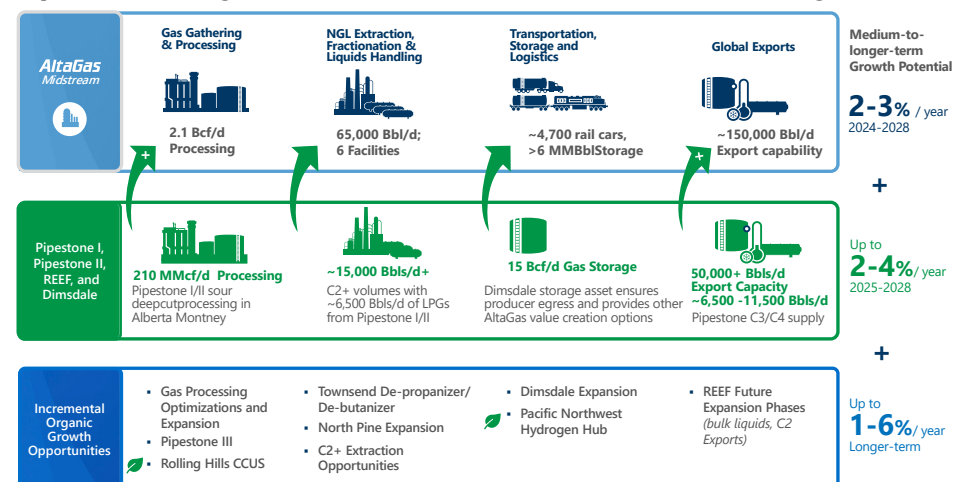 AltaGas
Midstream
Gas Gathering
& Processing
2.1 Bcf/d
Processing
NGL Extraction,
Fractionation &
Liquids Handling
65,000 Bbl/d;
6 Facilities
Transportation,
Storage and
Logistics
~4,700 rail cars,
>6 MMBblStorage
Global Exports
~150,000 Bbl/d
Export capability
Medium-to-
longer-term
Growth Potential
2-3% / year
2024-2028
+
+
+
Pipestone I,
Pipestone II,
REEF, and
Dimsdale
210 MMcf/d Processing
Pipestone I/II sour
deepcutprocessing in
Alberta Montney
~15,000 Bbls/d+
C2+ volumes with
~6,500 Bbls/d of LPGs
from Pipestone I/II
15 Bcf/d Gas Storage
Dimsdale storage asset ensures
producer egress and provides other
AltaGas value creation options
50,000+ Bbls/d
Export Capacity
~6,500 -11,500 Bbls/d
Pipestone C3/C4 supply
Up to
2-4%/ year
2025-2028
+
Incremental
Organic
Growth
Opportunities
▪ Gas Processing
Optimizations and
Expansion
▪ Pipestone III
▪ Rolling Hills CCUS
▪ Townsend De-propanizer/
De-butanizer
▪ North Pine Expansion
▪ C2+ Extraction
Opportunities
▪ Dimsdale Expansion
▪ Pacific Northwest
Hydrogen Hub
▪ REEF Future
Expansion Phases
(bulk liquids, C2
Exports)
Up to
1-6%/ year
Longer-term